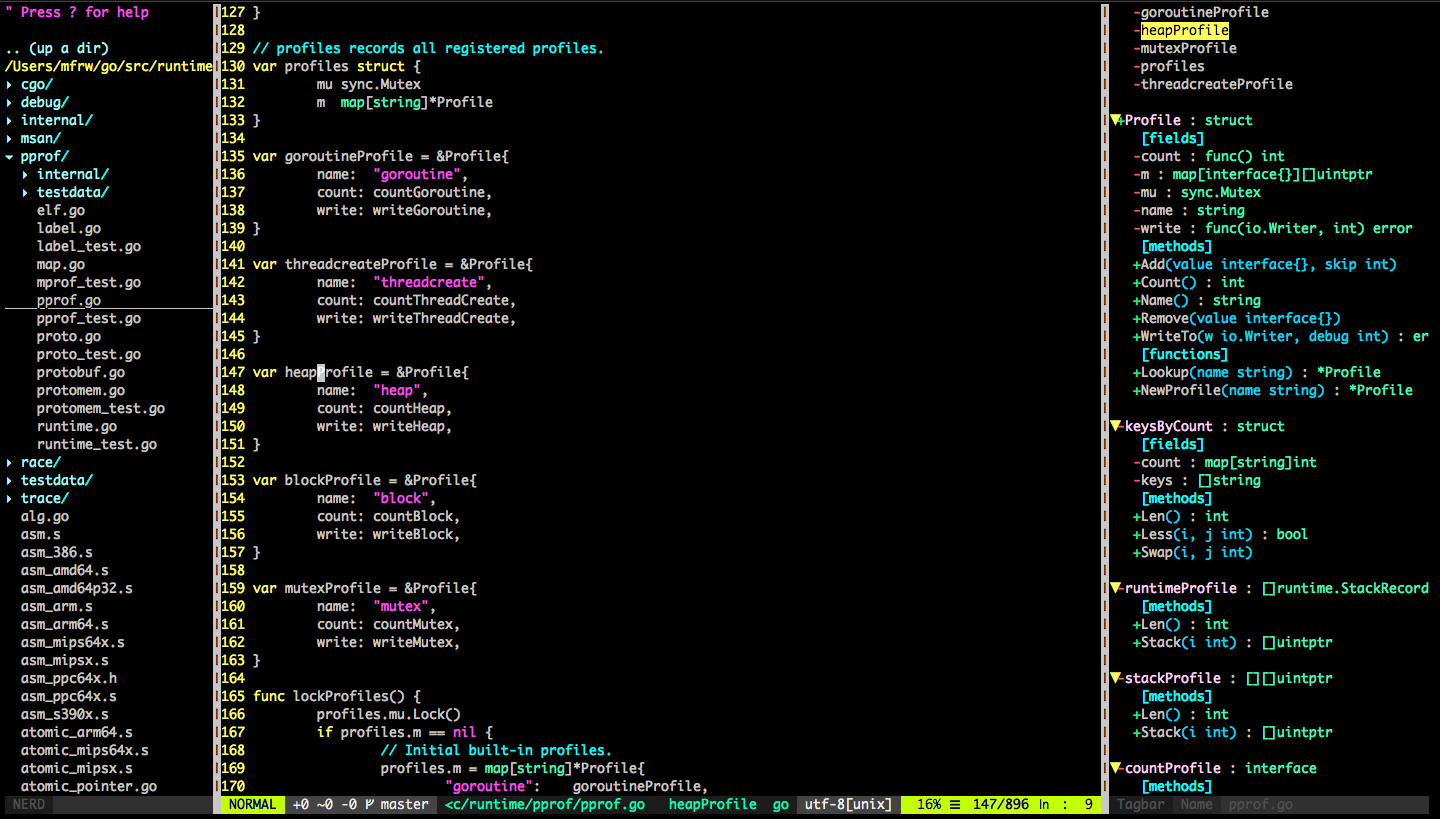 " Press ? for help
.. (up a dir)
/Users/mfrw/go/src/runtime
▸ cgo/
▸ debug/
▸ internal/
▸ msan/
▾ pprof/
▸ internal/
▸ testdata/
elf.go
label.go
label_test.go
map.go
mprof_test.go
pprof.go
pprof_test.go
proto.go
proto_test.go
protobuf.go
protomem.go
protomem_test.go
runtime.go
runtime_test.go
▸ race/
▸ testdata/
▸ trace/
alg.go
asm.s
asm_386.s
asm_amd64.s
asm_amd64p32.s
asm_arm.s
asm_arm64.s
asm_mips64x.s
asm_mipsx.s
asm_ppc64x.h
asm_ppc64x.s
asm_s390x.s
atomic_arm64.s
atomic_mips64x.s
atomic_mipsx.s
atomic_pointer.go
NERD
127 }
128
129 // profiles records all registered profiles.
130 var profiles struct {
131         mu sync.Mutex
132         m  map[string]*Profile
133 }
134
135 var goroutineProfile = &Profile{
136         name:  "goroutine",
137         count: countGoroutine,
138         write: writeGoroutine,
139 }
140
141 var threadcreateProfile = &Profile{
142         name:  "threadcreate",
143         count: countThreadCreate,
144         write: writeThreadCreate,
145 }
146
147 var heapProfile = &Profile{
148         name:  "heap",
149         count: countHeap,
150         write: writeHeap,
151 }
152
153 var blockProfile = &Profile{
154         name:  "block",
155         count: countBlock,
156         write: writeBlock,
157 }
158
159 var mutexProfile = &Profile{
160         name:  "mutex",
161         count: countMutex,
162         write: writeMutex,
163 }
164
165 func lockProfiles() {
166         profiles.mu.Lock()
167         if profiles.m == nil {
168                 // Initial built-in profiles.
169                 profiles.m = map[string]*Profile{
170                         "goroutine":    goroutineProfile,
NORMAL +0 ~0 -0 master <c/runtime/pprof/pprof.go heapProfile go utf-8[unix] 16% ≡ 147/896 ln : 9
-goroutineProfile
-heapProfile
-mutexProfile
-profiles
-threadcreateProfile
▼+Profile : struct
[fields]
-count : func() int
-m : map[interface{}][]uintptr
-mu : sync.Mutex
-name : string
-write : func(io.Writer, int) error
[methods]
+Add(value interface{}, skip int)
+Count() : int
+Name() : string
+Remove(value interface{})
+WriteTo(w io.Writer, debug int) : er
[functions]
+Lookup(name string) : *Profile
+NewProfile(name string) : *Profile
▼-keysByCount : struct
[fields]
-count : map[string]int
-keys : []string
[methods]
+Len() : int
+Less(i, j int) : bool
+Swap(i, j int)
▼-runtimeProfile : []runtime.StackRecord
[methods]
+Len() : int
+Stack(i int) : []uintptr
▼-stackProfile : [][]uintptr
[methods]
+Len() : int
+Stack(i int) : []uintptr
▼-countProfile : interface
[methods]
Tagbar Name pprof.go